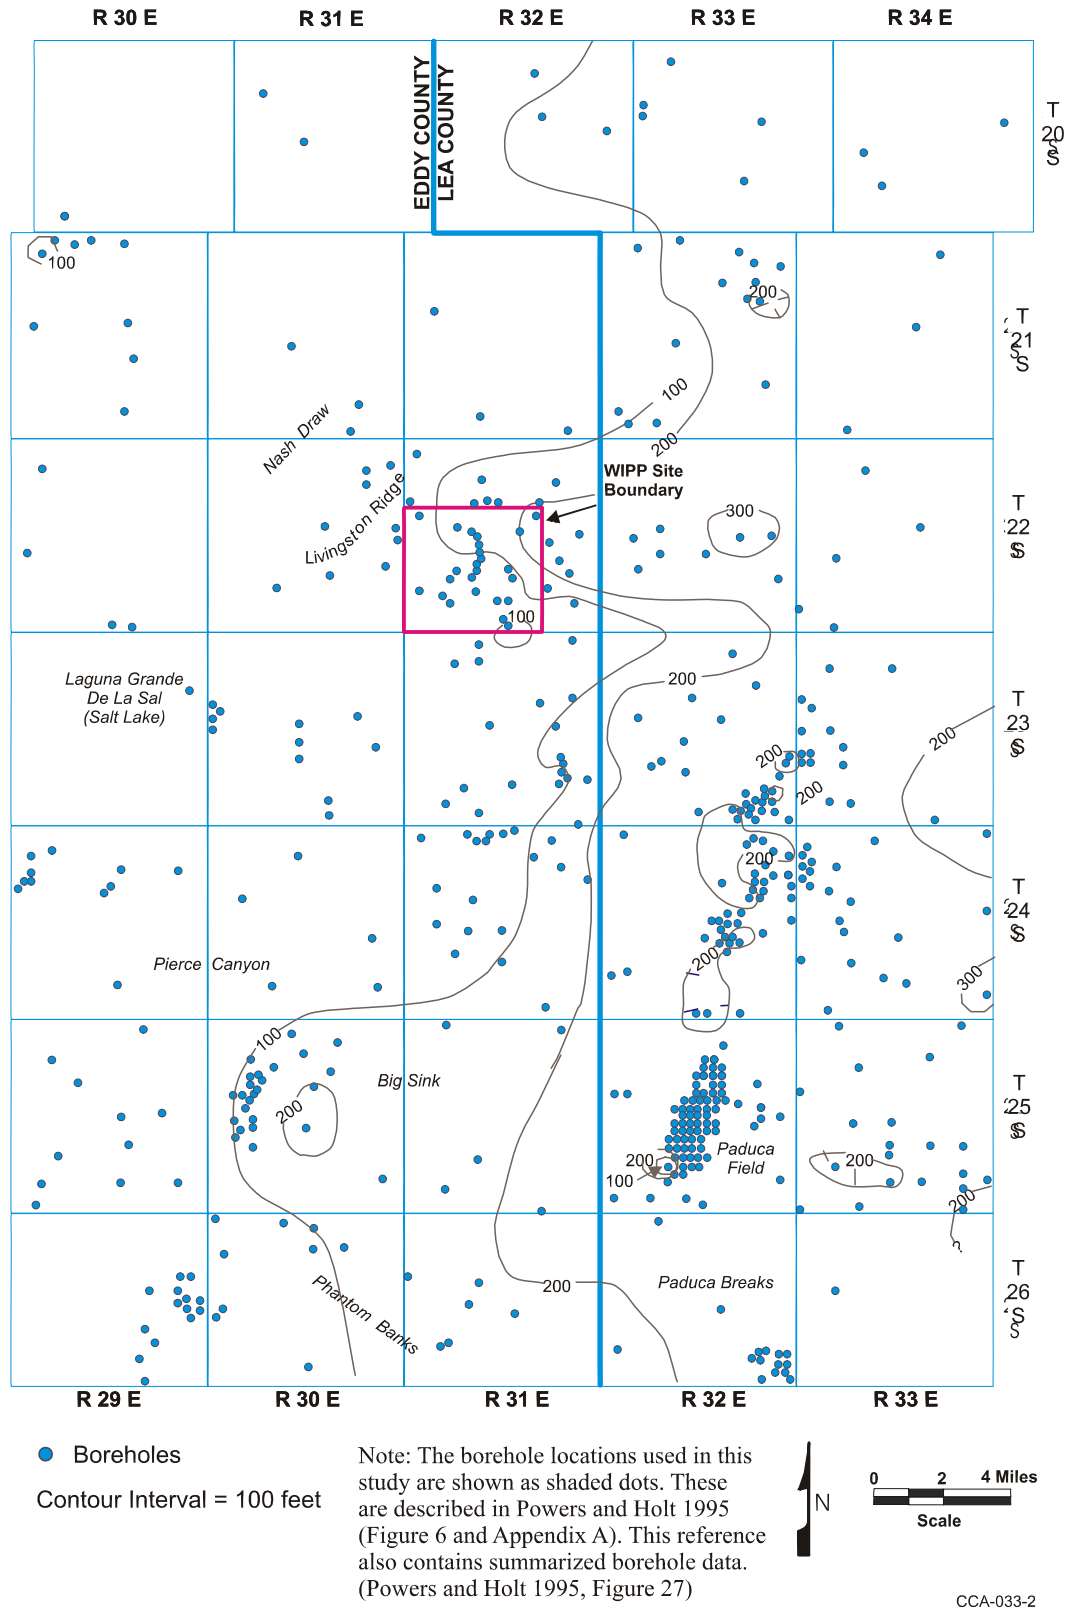 R 30 E R 31 E R 32 E R 33 E R 34 E
EDDY COUNTY
LEA COUNTY
T
20
S
100
200
T
21
S
Nash Draw
100
200
WIPP Site
Boundary
Livingston Ridge
300
T
22
S
100
Laguna Grande
De La Sal
(Salt Lake)
200
T
23
S
200
200
200
200
T
24
S
Pierce Canyon
200
300
100
Big Sink
200
T
25
S
Paduca
Field
200
100
200
200
?
Phantom Banks
200
Paduca Breaks
T
26
S
R 29 E R 30 E R 31 E R 32 E R 33 E
Boreholes
Contour Interval = 100 feet
Note: The borehole locations used in this
study are shown as shaded dots. These
are described in Powers and Holt 1995
(Figure 6 and Appendix A). This reference
also contains summarized borehole data.
(Powers and Holt 1995, Figure 27)
N
0 2 4 Miles
Scale
CCA-033-2